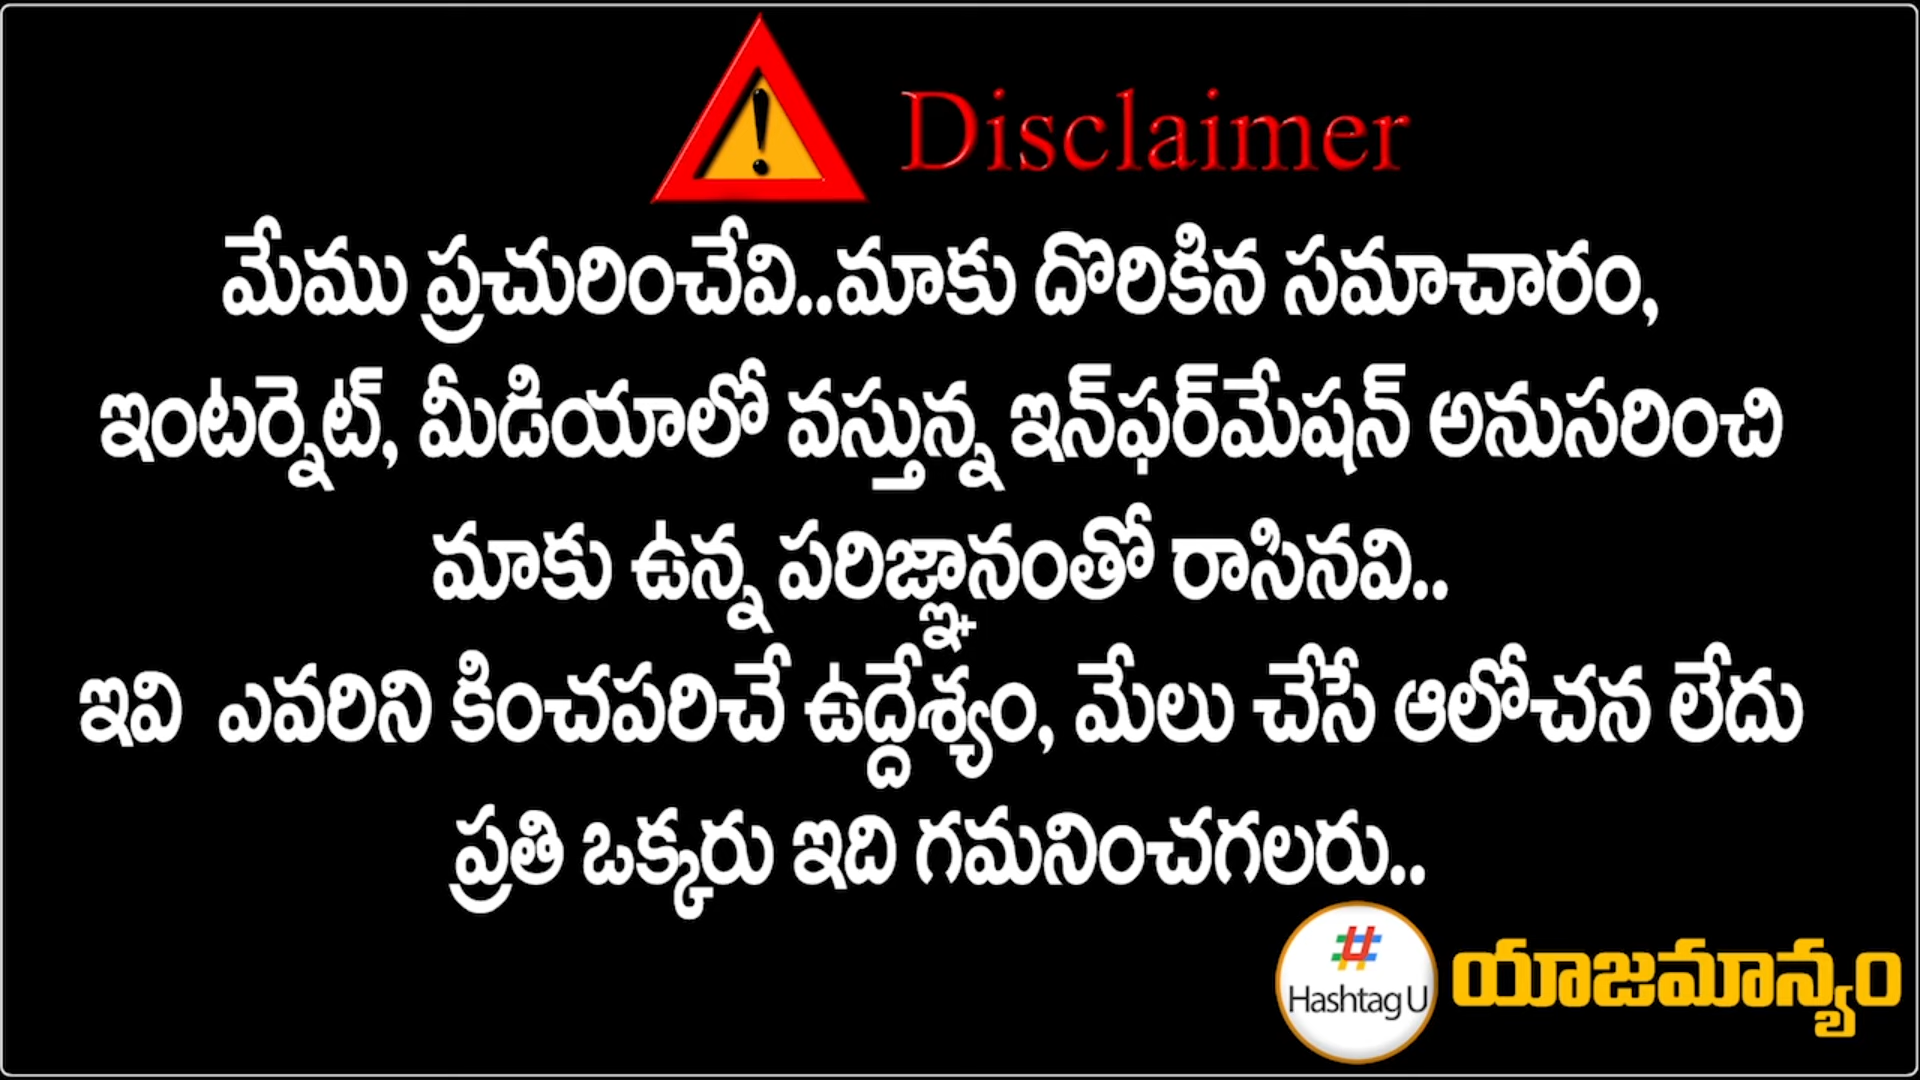 Disclaimer
మేము ప్రచురించేవి..మాకు దొరికిన సమాచారం,
ఇంటర్నెట్, మీడియాలో వస్తున్న ఇన్‌ఫర్‌మేషన్ అనుసరించి
మాకు ఉన్న పరిజ్ఞానంతో రాసినవి..
ఇవి ఎవరిని కించపరిచే ఉద్దేశ్యం, మేలు చేసే ఆలోచన లేదు
ప్రతి ఒక్కరు ఇది గమనించగలరు..
# Hashtag U
యాజమాన్యం